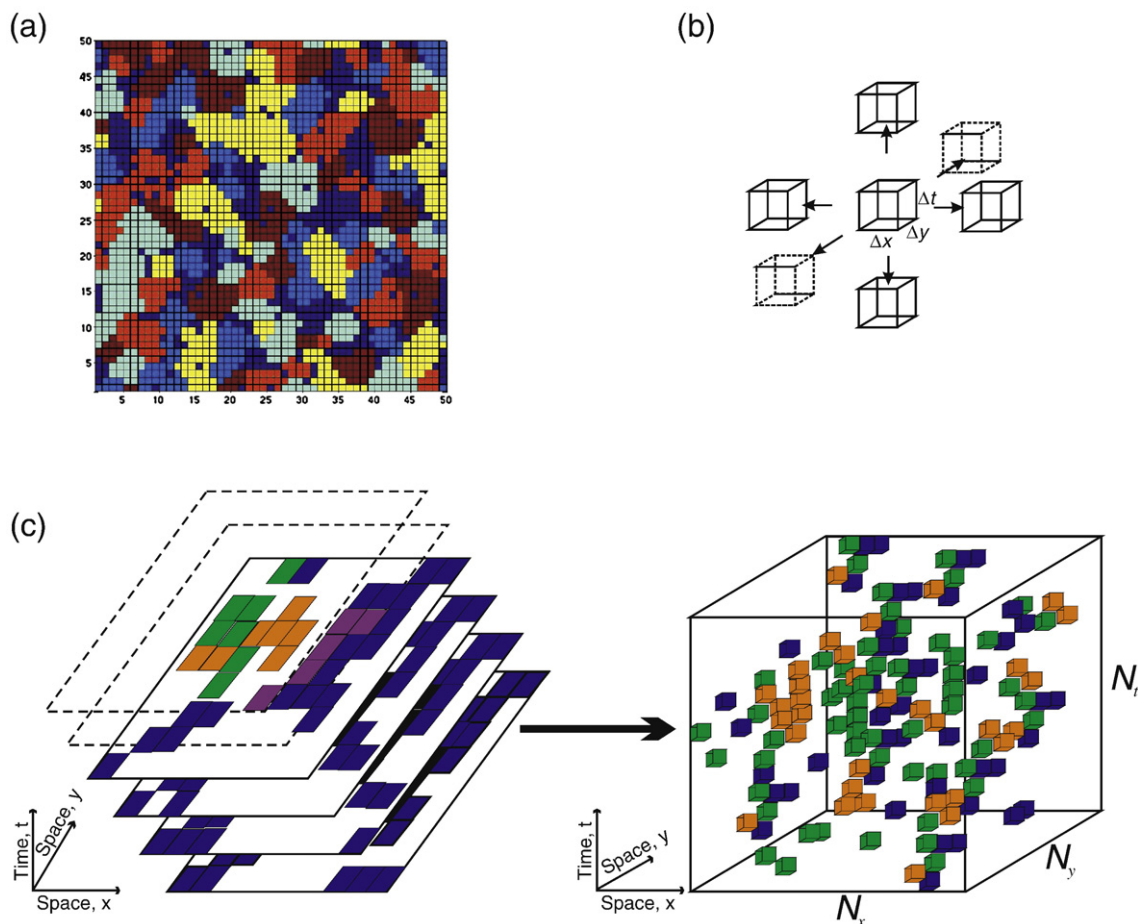 (a)
50
45
40
35
30
25
20
15
10
5
5 10 15 20 25 30 35 40 45 50
(b)
Δt
Δx Δy
(c)
Time, t
Space, y
Space, x
Time, t
Space, y
Space, x
N_t
N_y
N_x